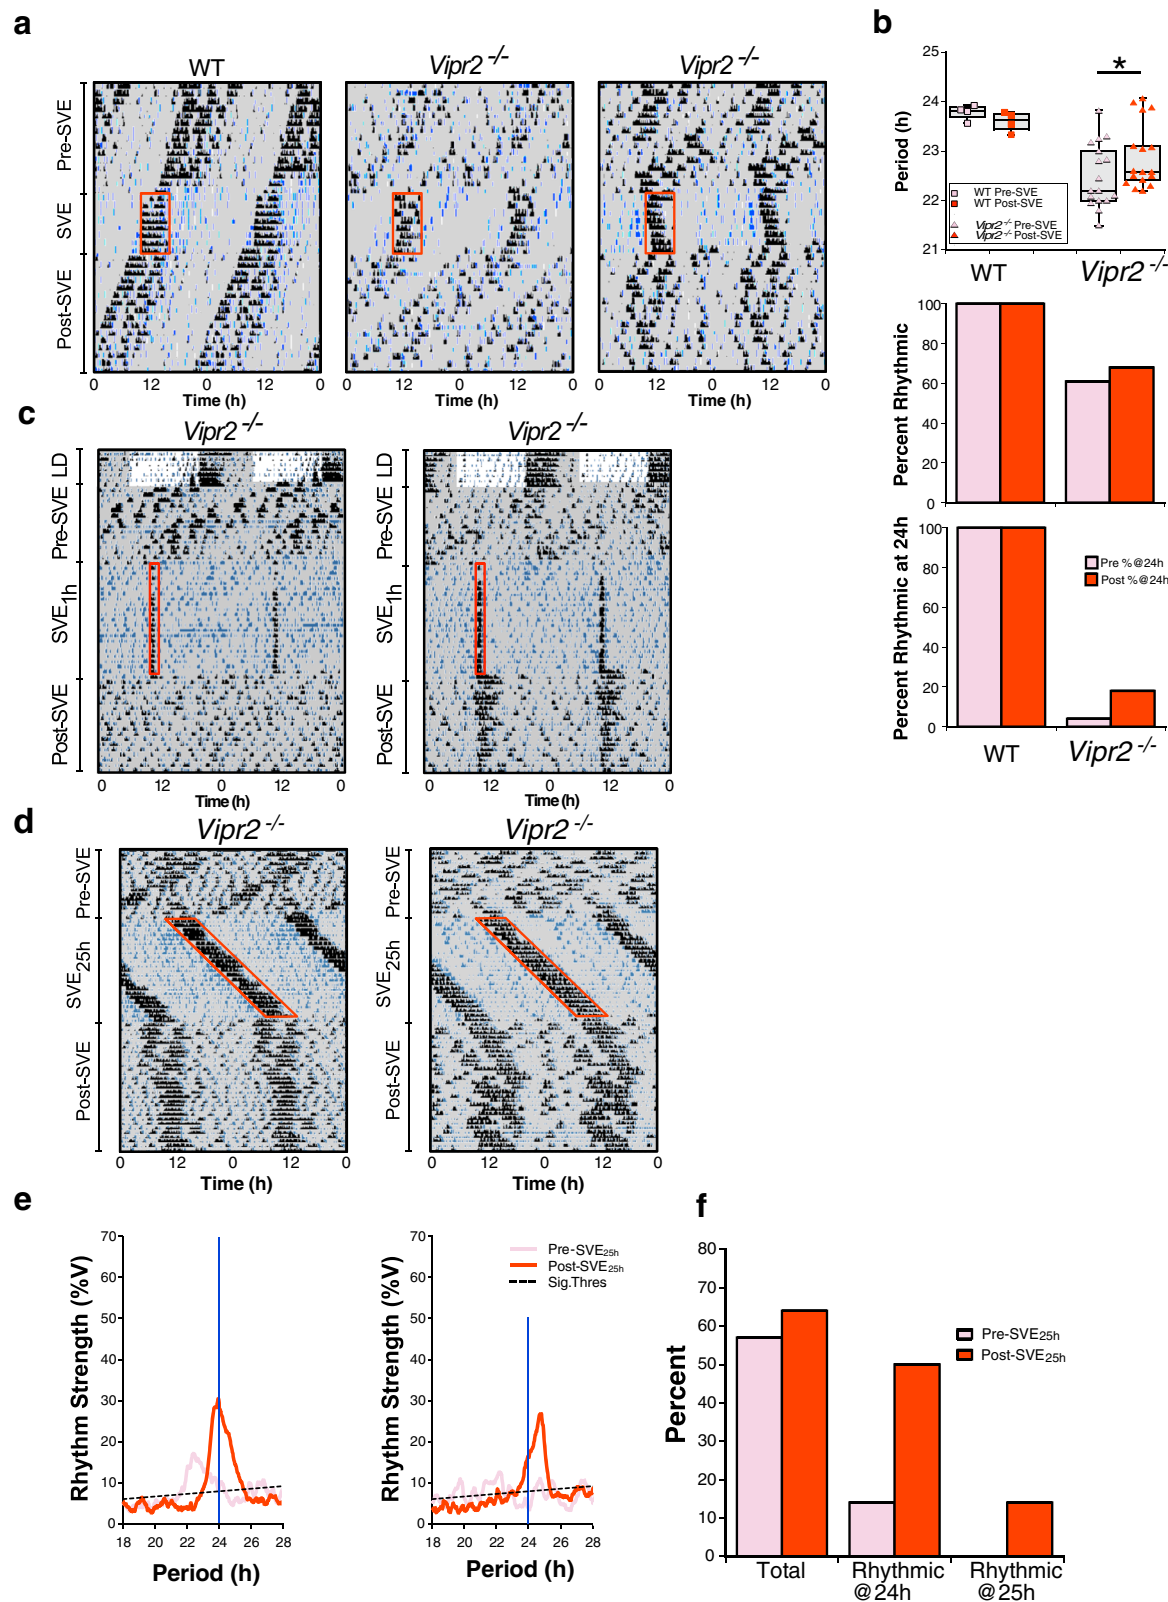 a
WT
Vipr2 -/-
Vipr2 -/-
Pre-SVE
SVE
Post-SVE
0 12 0 12 0
0 12 0 12 0
0 12 0 12 0
Time (h)
Time (h)
Time (h)
b
Period (h)
25
24
23
22
21
*
WT Pre-SVE
WT Post-SVE
Vipr2-/- Pre-SVE
Vipr2-/- Post-SVE
WT
Vipr2 -/-
Percent Rhythmic
100
80
60
40
20
0
Percent Rhythmic at 24h
100
80
60
40
20
0
Pre %@24h
Post %@24h
WT
Vipr2 -/-
c
Vipr2 -/-
Vipr2 -/-
LD
Pre-SVE
SVE1h
Post-SVE
LD
Pre-SVE
SVE1h
Post-SVE
0 12 0 12 0
0 12 0 12 0
Time (h)
Time (h)
d
Vipr2 -/-
Vipr2 -/-
Pre-SVE
SVE25h
Post-SVE
Pre-SVE
SVE25h
Post-SVE
0 12 0 12 0
0 12 0 12 0
Time (h)
Time (h)
e
Rhythm Strength (%V)
70
60
50
40
30
20
10
0
18 20 22 24 26 28
Period (h)
Rhythm Strength (%V)
70
60
50
40
30
20
10
0
18 20 22 24 26 28
Period (h)
Pre-SVE25h
Post-SVE25h
Sig.Thres
f
Percent
80
70
60
50
40
30
20
10
0
Pre-SVE25h
Post-SVE25h
Total
Rhythmic @24h
Rhythmic @25h